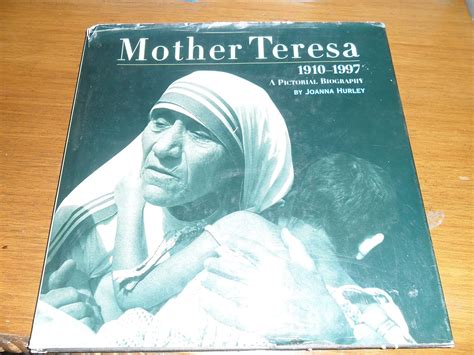 Mother Teresa
1910–1997
A Pictorial Biography
by Joanna Hurley